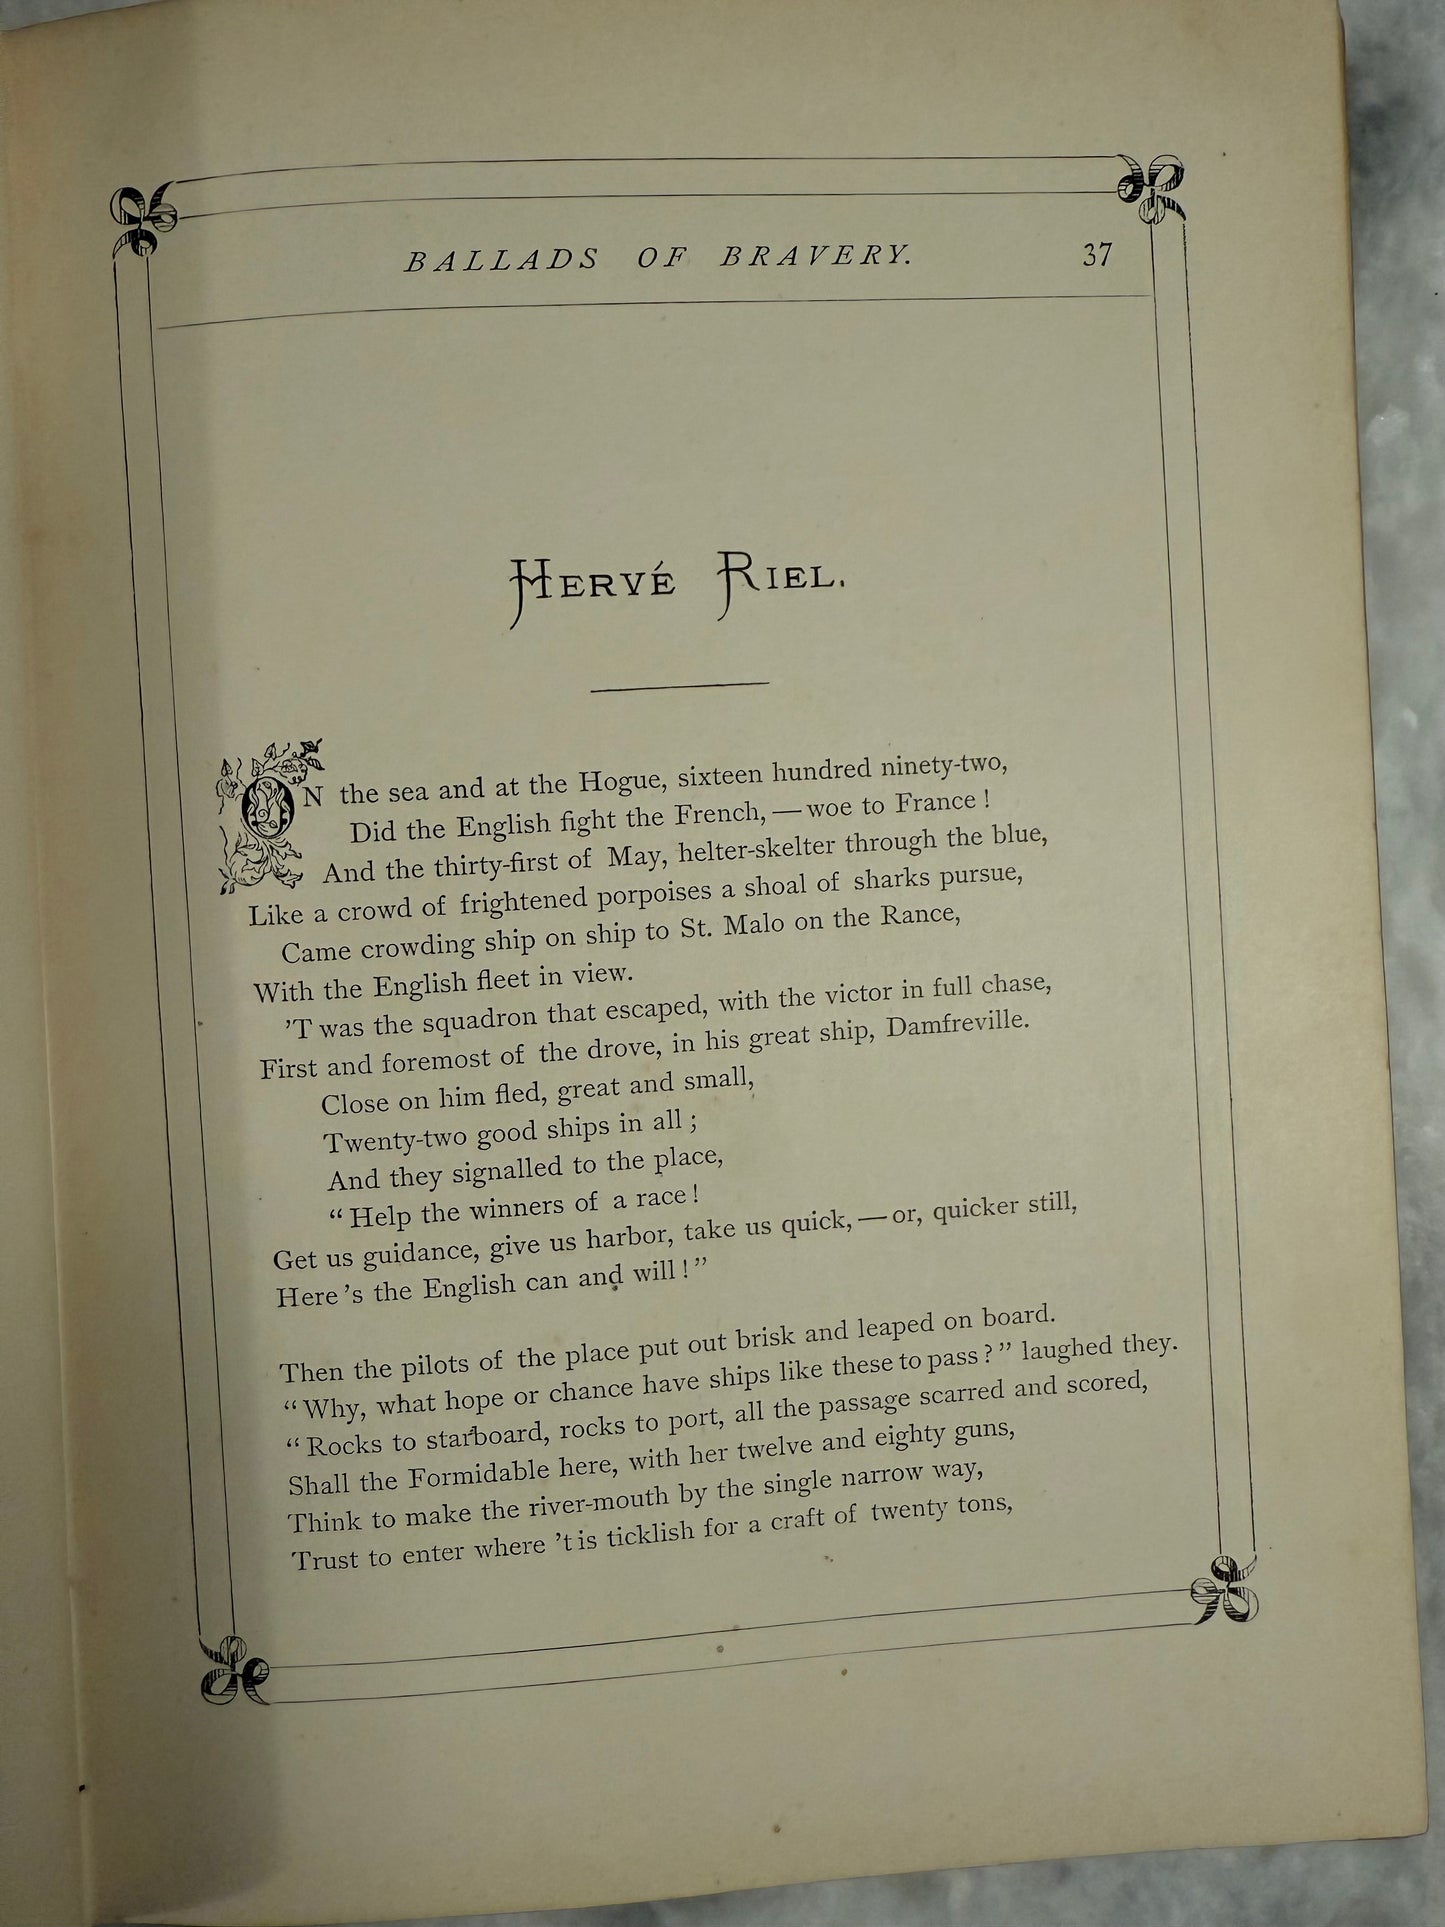 BALLADS OF BRAVERY. 37
HERVÉ RIEL.
ON the sea and at the Hogue, sixteen hundred ninety-two,
Did the English fight the French, — woe to France !
And the thirty-first of May, helter-skelter through the blue,
Like a crowd of frightened porpoises a shoal of sharks pursue,
Came crowding ship on ship to St. Malo on the Rance,
With the English fleet in view.
’T was the squadron that escaped, with the victor in full chase,
First and foremost of the drove, in his great ship, Damfreville.
Close on him fled, great and small,
Twenty-two good ships in all ;
And they signalled to the place,
“ Help the winners of a race !
Get us guidance, give us harbor, take us quick, — or, quicker still,
Here ’s the English can and will ! ”
Then the pilots of the place put out brisk and leaped on board.
“ Why, what hope or chance have ships like these to pass ? ” laughed they.
“ Rocks to starboard, rocks to port, all the passage scarred and scored,
Shall the Formidable here, with her twelve and eighty guns,
Think to make the river-mouth by the single narrow way,
Trust to enter where ’t is ticklish for a craft of twenty tons,